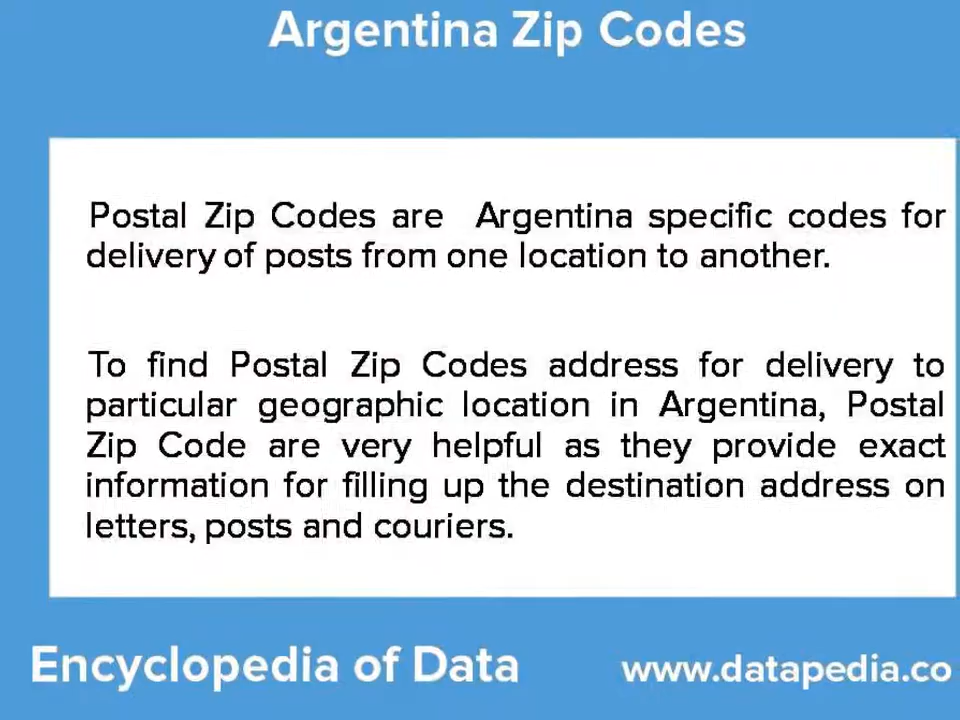 Argentina Zip Codes
Postal Zip Codes are Argentina specific codes for
delivery of posts from one location to another.
To find Postal Zip Codes address for delivery to
particular geographic location in Argentina, Postal
Zip Code are very helpful as they provide exact
information for filling up the destination address on
letters, posts and couriers.
Encyclopedia of Data
www.datapedia.co